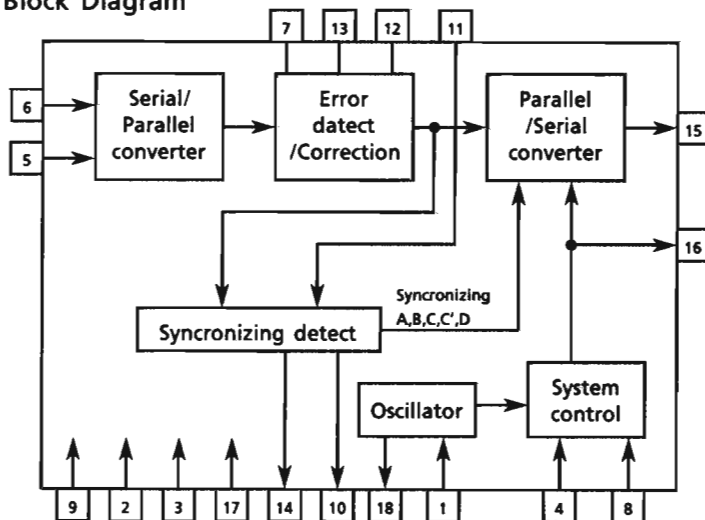 Block Diagram
7 13 12 11
6
5
Serial/
Parallel
converter
Error
datect
/Correction
Parallel
/Serial
converter
15
16
Syncronizing
A,B,C,C',D
Syncronizing detect
Oscillator
System
control
9 2 3 17 14 10 18 1 4 8